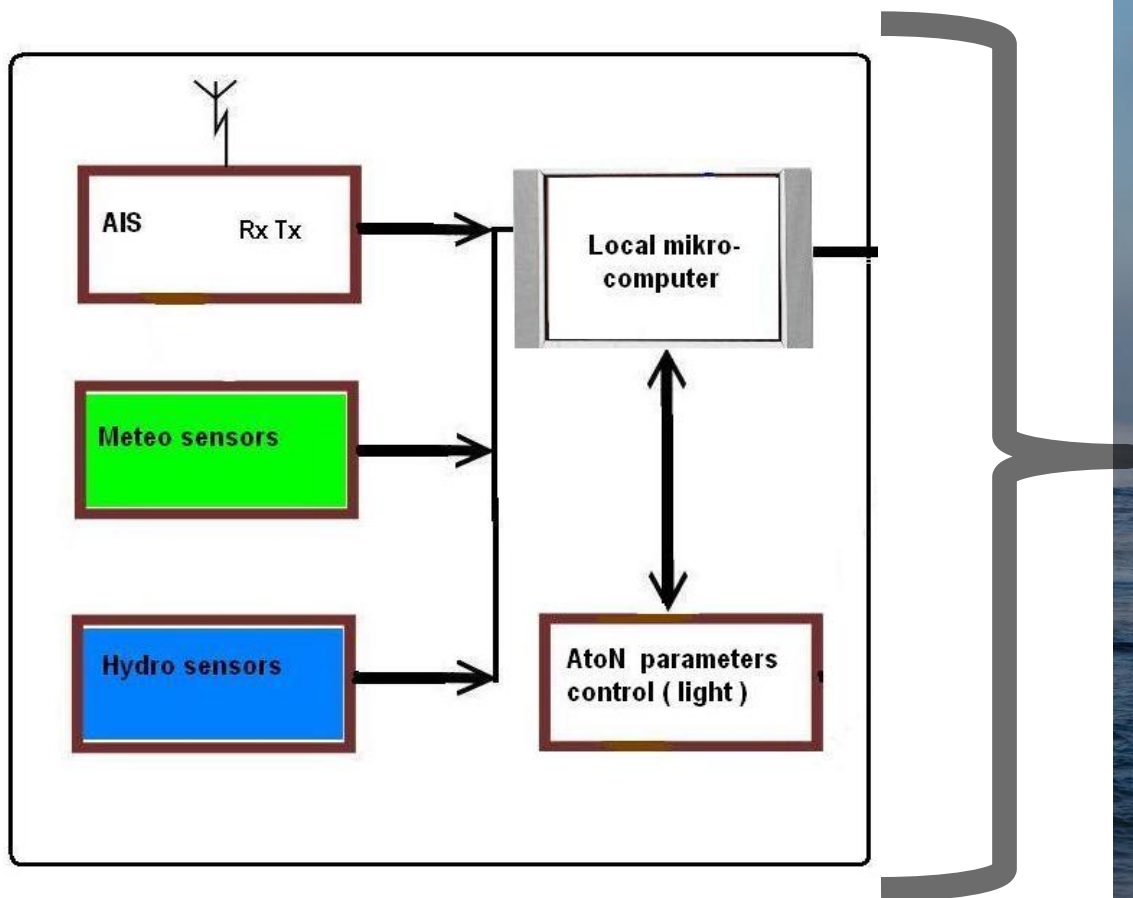 AIS Rx Tx
Local mikro-
computer
Meteo sensors
Hydro sensors
AtoN parameters
control ( light )